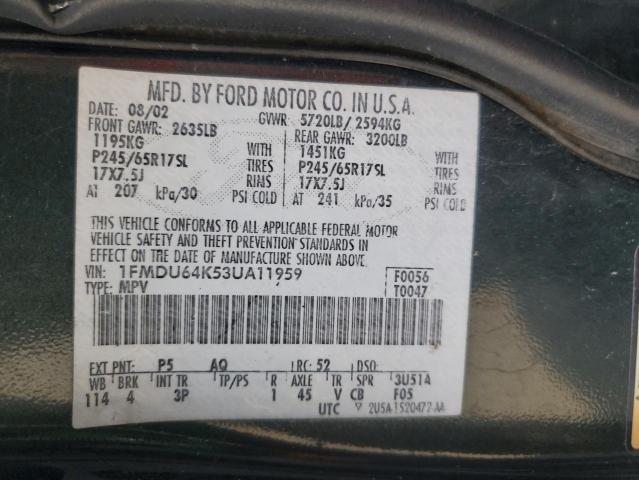 MFD. BY FORD MOTOR CO. IN U.S.A.
DATE: 08/02 GVWR: 5720LB/ 2594KG
FRONT GAWR: 2635LB REAR GAWR: 3200LB
1195KG WITH 1451KG WITH
P245/65R17SL TIRES P245/65R17SL TIRES
17X7.5J RIMS 17X7.5J RIMS
AT 207 kPa/30 PSI COLD AT 241 kPa/35 PSI COLD
THIS VEHICLE CONFORMS TO ALL APPLICABLE FEDERAL MOTOR
VEHICLE SAFETY AND THEFT PREVENTION STANDARDS IN
EFFECT ON THE DATE OF MANUFACTURE SHOWN ABOVE.
VIN: 1FMDU64K53UA11959 F0056
TYPE: MPV T0047
EXT PNT: P5 AQ RC: 52 DSO:
WB BRK INT TR TP/PS R AXLE TR SPR 3U51A
114 4 3P 1 45 V CB F05
UTC 2U5A-1520472-AA